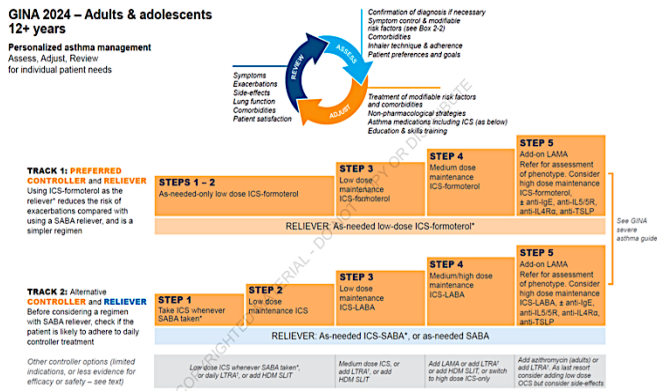 GINA 2024 – Adults & adolescents
12+ years
Personalized asthma management
Assess, Adjust, Review
for individual patient needs
Confirmation of diagnosis if necessary
Symptom control & modifiable
risk factors (see Box 2-2)
Comorbidities
Inhaler technique & adherence
Patient preferences and goals
REVIEW
ASSESS
ADJUST
Symptoms
Exacerbations
Side-effects
Lung function
Comorbidities
Patient satisfaction
Treatment of modifiable risk factors
and comorbidities
Non-pharmacological strategies
Asthma medications including ICS (as below)
Education & skills training
TRACK 1: PREFERRED
CONTROLLER and RELIEVER
Using ICS-formoterol as the
reliever* reduces the risk of
exacerbations compared with
using a SABA reliever, and is a
simpler regimen
STEPS 1 – 2
As-needed-only low dose ICS-formoterol
STEP 3
Low dose
maintenance
ICS-formoterol
STEP 4
Medium dose
maintenance
ICS-formoterol
STEP 5
Add-on LAMA
Refer for assessment
of phenotype. Consider
high dose maintenance
ICS-formoterol,
± anti-IgE, anti-IL5/5R,
anti-IL4Rα, anti-TSLP
RELIEVER: As-needed low-dose ICS-formoterol*
See GINA
severe
asthma guide
TRACK 2: Alternative
CONTROLLER and RELIEVER
Before considering a regimen
with SABA reliever, check if the
patient is likely to adhere to daily
controller treatment
STEP 1
Take ICS whenever
SABA taken*
STEP 2
Low dose
maintenance ICS
STEP 3
Low dose
maintenance
ICS-LABA
STEP 4
Medium/high dose
maintenance
ICS-LABA
STEP 5
Add-on LAMA
Refer for assessment
of phenotype. Consider
high dose maintenance
ICS-LABA, ± anti-IgE,
anti-IL5/5R, anti-IL4Rα,
anti-TSLP
RELIEVER: As-needed ICS-SABA*, or as-needed SABA
Other controller options (limited
indications, or less evidence for
efficacy or safety – see text)
Low dose ICS whenever SABA taken*,
or daily LTRA†, or add HDM SLIT
Medium dose ICS, or
add LTRA†, or add
HDM SLIT
Add LAMA or add LTRA†
or add HDM SLIT, or switch
to high dose ICS-only
Add azithromycin (adults) or
add LTRA†. As last resort
consider adding low dose
OCS but consider side-effects
COPYRIGHTED MATERIAL - DO NOT COPY OR DISTRIBUTE